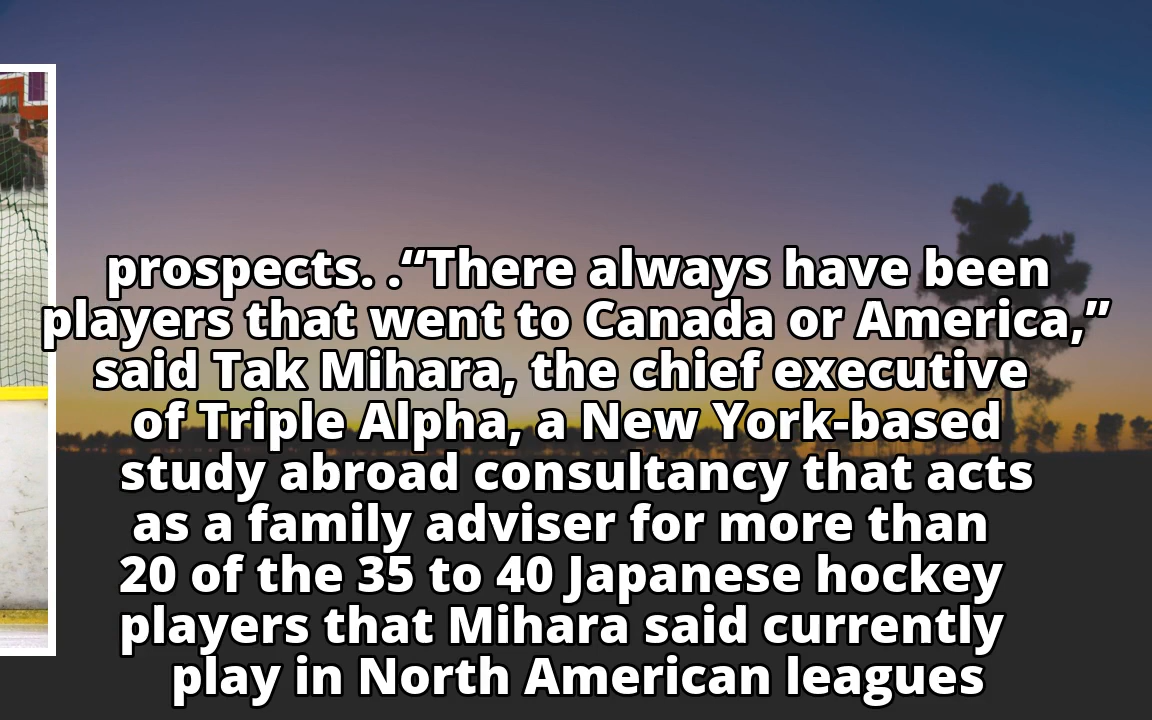 prospects. .“There always have been
players that went to Canada or America,”
said Tak Mihara, the chief executive
of Triple Alpha, a New York-based
study abroad consultancy that acts
as a family adviser for more than
20 of the 35 to 40 Japanese hockey
players that Mihara said currently
play in North American leagues